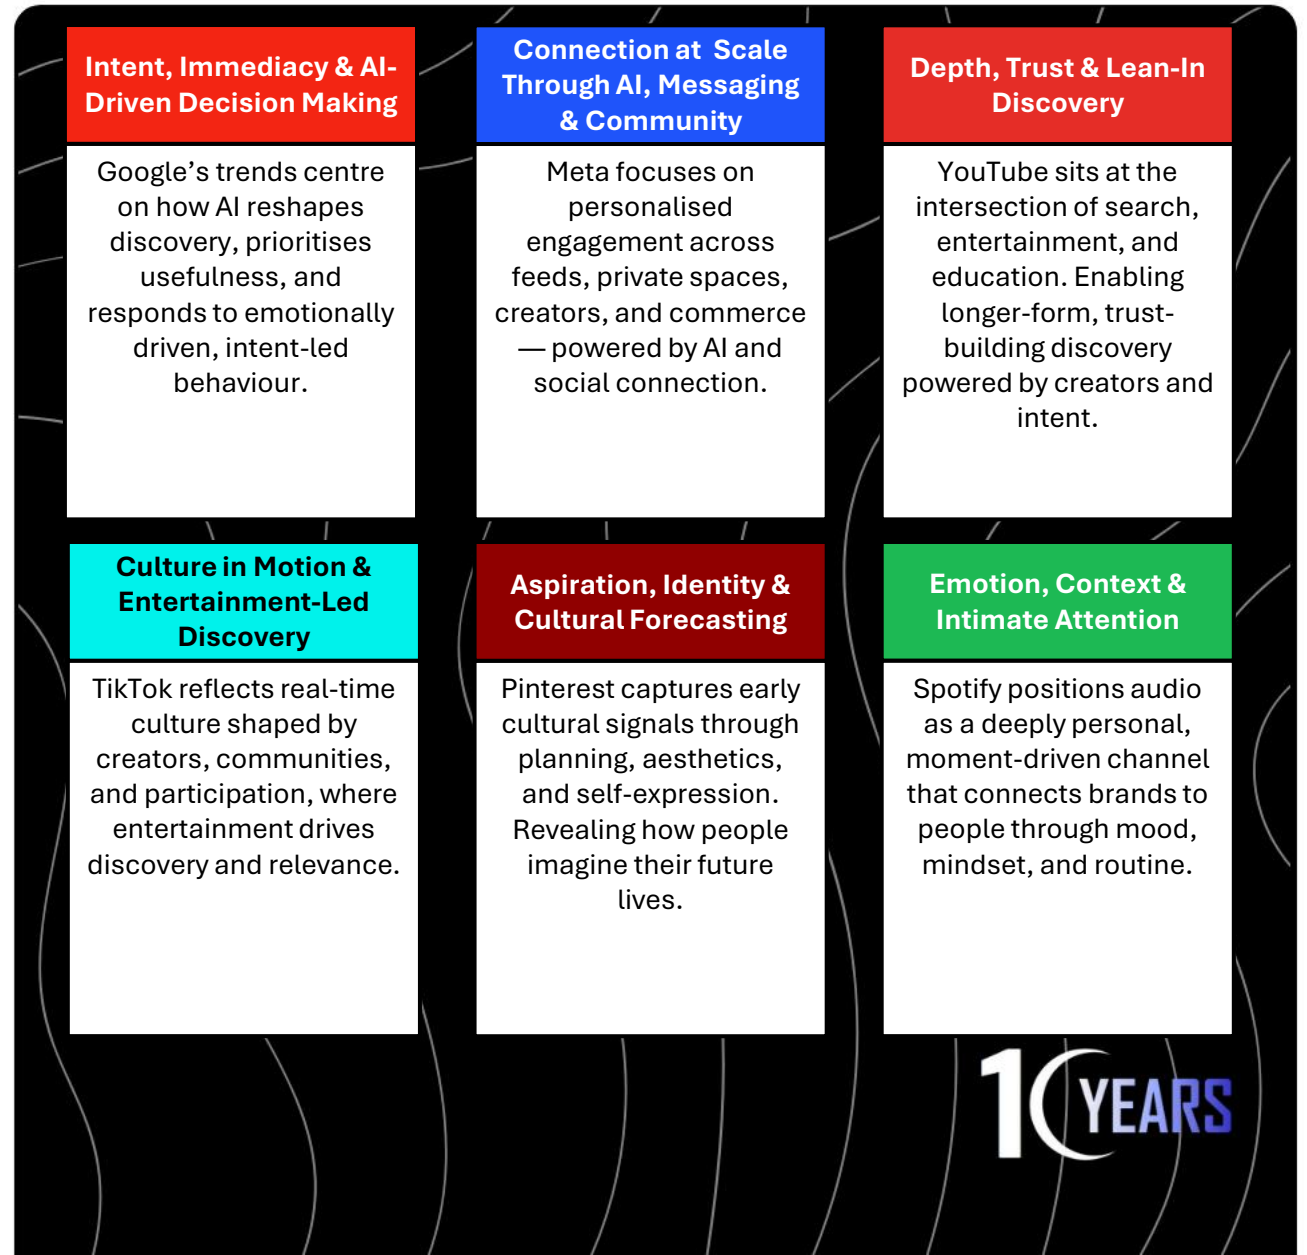 Intent, Immediacy & AI-
Driven Decision Making
Google’s trends centre
on how AI reshapes
discovery, prioritises
usefulness, and
responds to emotionally
driven, intent-led
behaviour.
Connection at  Scale
Through AI, Messaging
& Community
Meta focuses on
personalised
engagement across
feeds, private spaces,
creators, and commerce
— powered by AI and
social connection.
Depth, Trust & Lean-In
Discovery
YouTube sits at the
intersection of search,
entertainment, and
education. Enabling
longer-form, trust-
building discovery
powered by creators and
intent.
Culture in Motion &
Entertainment-Led
Discovery
TikTok reflects real-time
culture shaped by
creators, communities,
and participation, where
entertainment drives
discovery and relevance.
Aspiration, Identity &
Cultural Forecasting
Pinterest captures early
cultural signals through
planning, aesthetics,
and self-expression.
Revealing how people
imagine their future
lives.
Emotion, Context &
Intimate Attention
Spotify positions audio
as a deeply personal,
moment-driven channel
that connects brands to
people through mood,
mindset, and routine.
10 YEARS